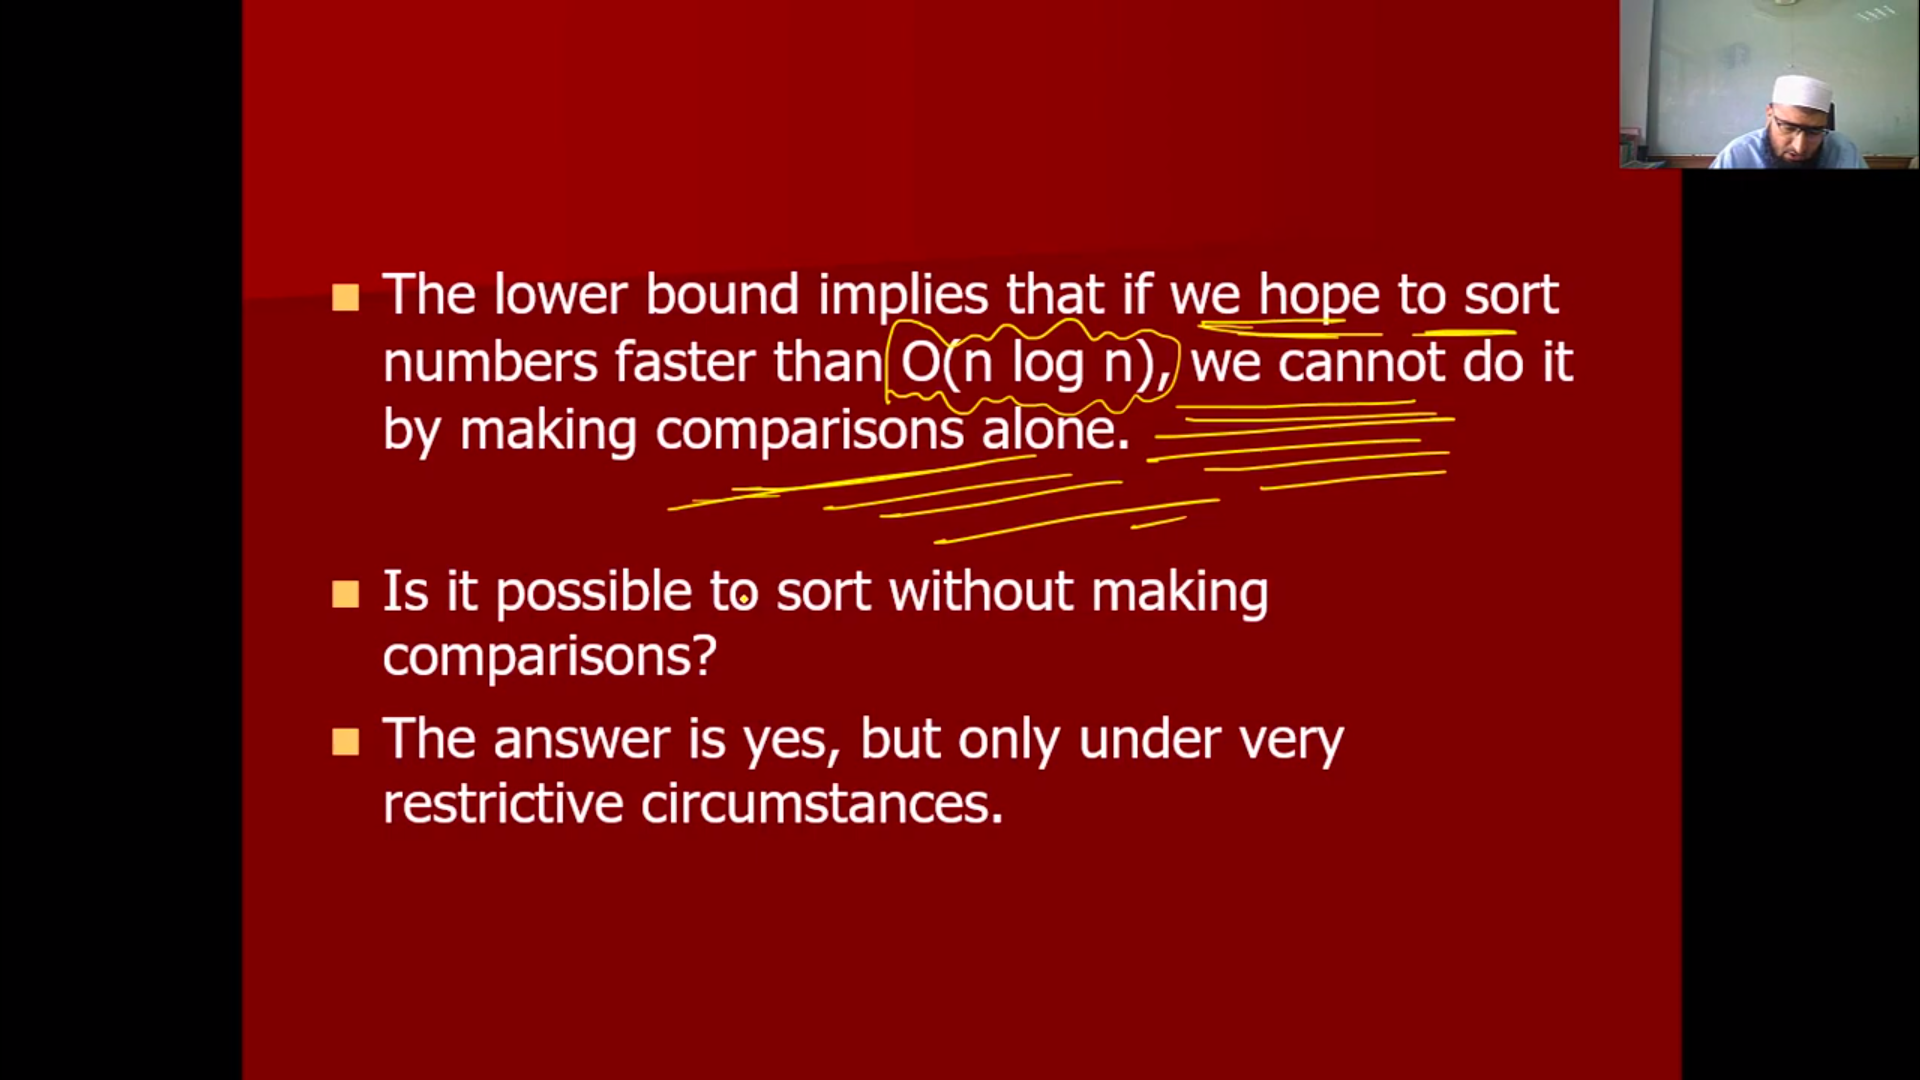 The lower bound implies that if we hope to sort
numbers faster than O(n log n), we cannot do it
by making comparisons alone.
Is it possible to sort without making
comparisons?
The answer is yes, but only under very
restrictive circumstances.